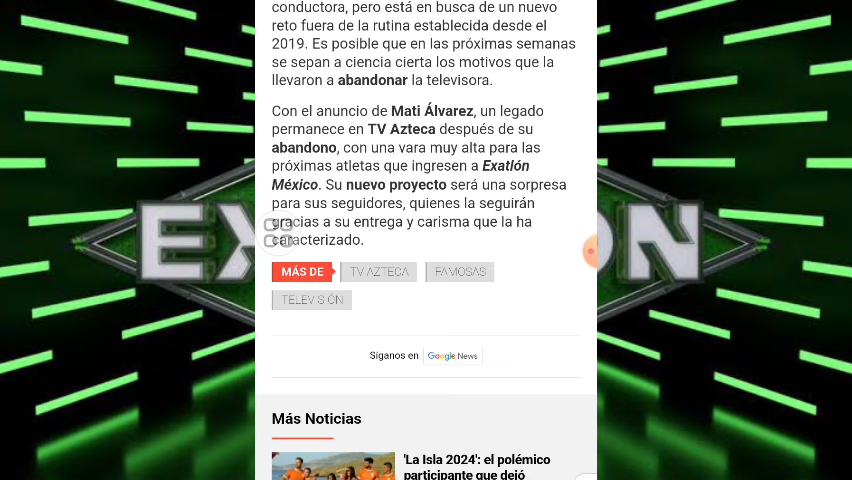 conductora, pero está en busca de un nuevo
reto fuera de la rutina establecida desde el
2019. Es posible que en las próximas semanas
se sepan a ciencia cierta los motivos que la
llevaron a abandonar la televisora.
Con el anuncio de Mati Álvarez, un legado
permanece en TV Azteca después de su
abandono, con una vara muy alta para las
próximas atletas que ingresen a Exatlón
México. Su nuevo proyecto será una sorpresa
para sus seguidores, quienes la seguirán
gracias a su entrega y carisma que la ha
caracterizado.
EX
ON
MÁS DE TV AZTECA FAMOSAS
TELEVISIÓN
Síganos en Google News
Más Noticias
'La Isla 2024': el polémico
participante que dejó